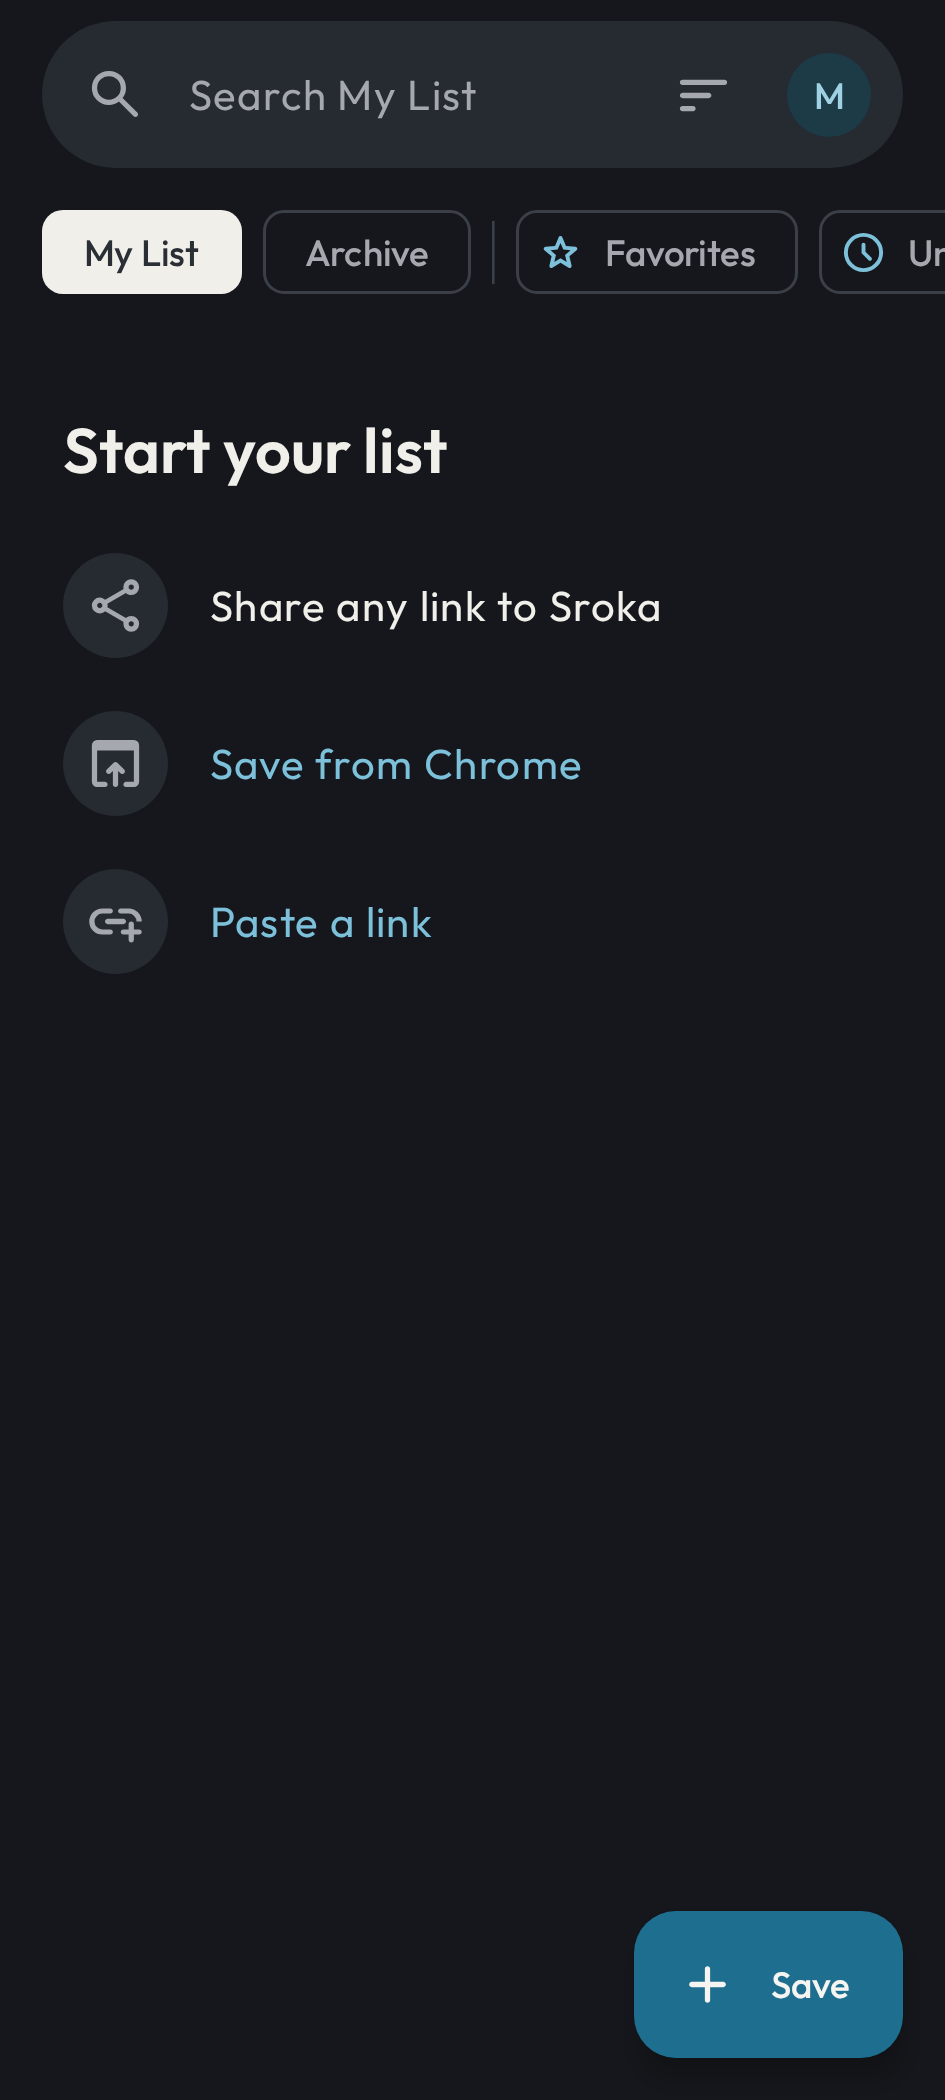 Search My List
M
My List
Archive
Favorites
Start your list
Share any link to Sroka
Save from Chrome
Paste a link
Save